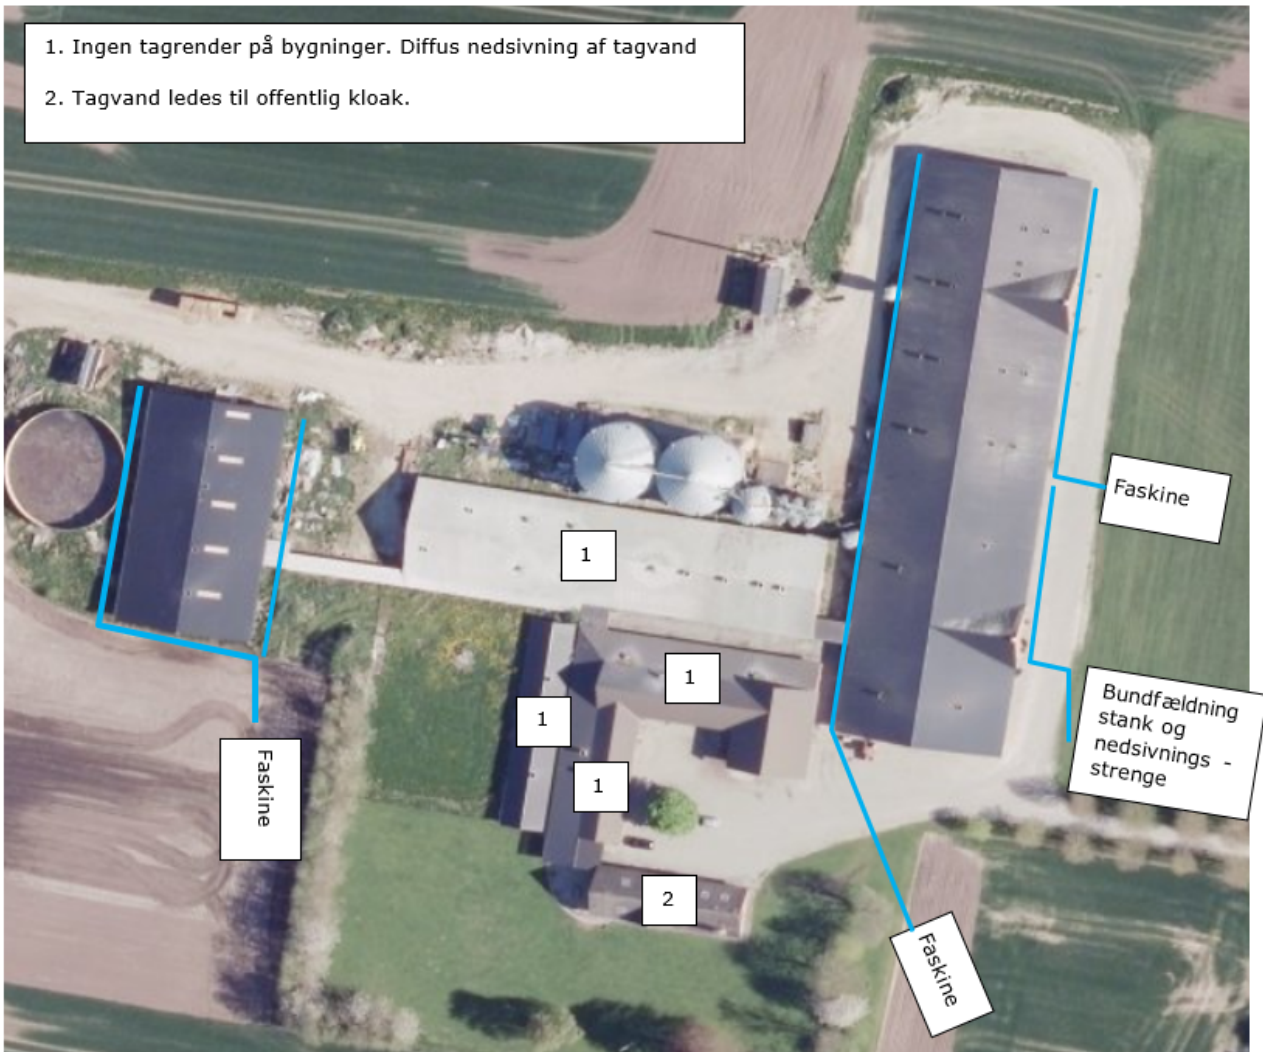 1. Ingen tagrender på bygninger. Diffus nedsivning af tagvand
2. Tagvand ledes til offentlig kloak.
Faskine
1
1
1
Bundfældning
stank og
nedsivnings -
strenge
1
Faskine
2
Faskine